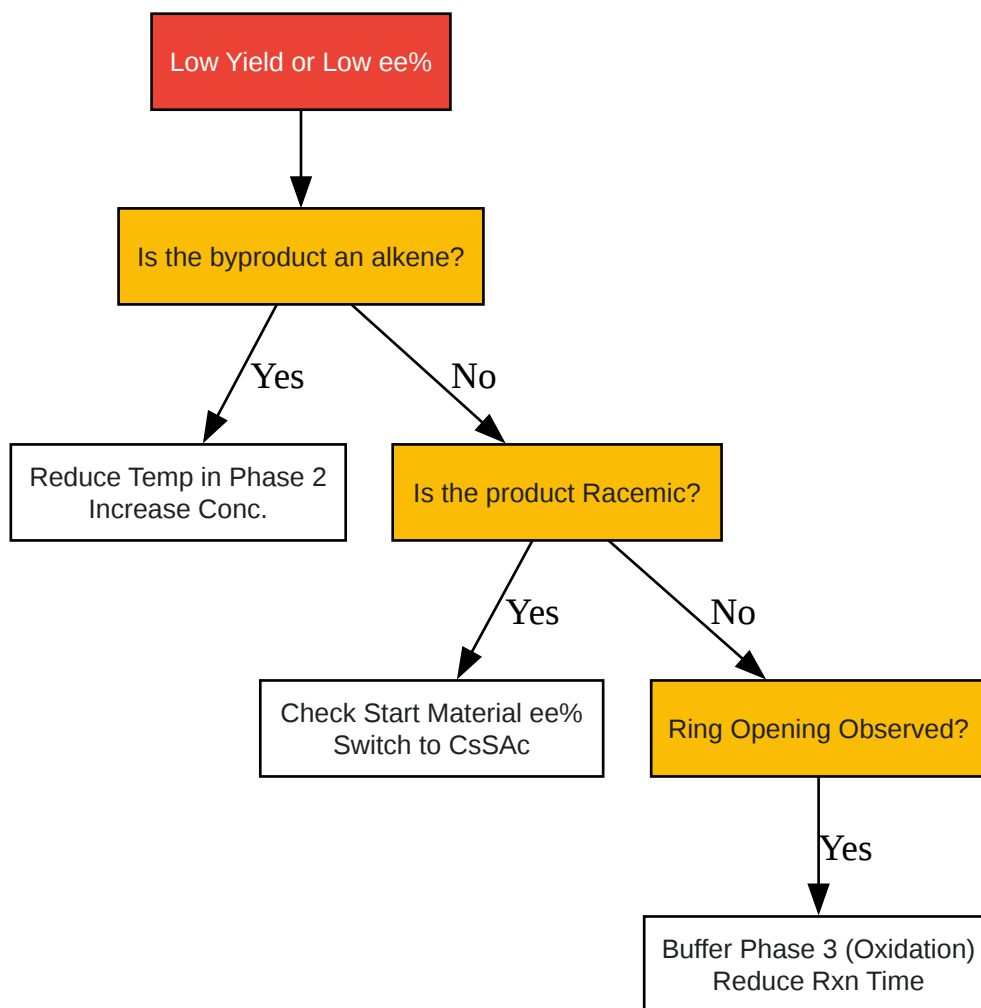 Low Yield or Low ee%
Is the byproduct an alkene?
Yes
No
Reduce Temp in Phase 2
Increase Conc.
Is the product Racemic?
Yes
No
Check Start Material ee%
Switch to CsSAc
Ring Opening Observed?
Yes
Buffer Phase 3 (Oxidation)
Reduce Rxn Time